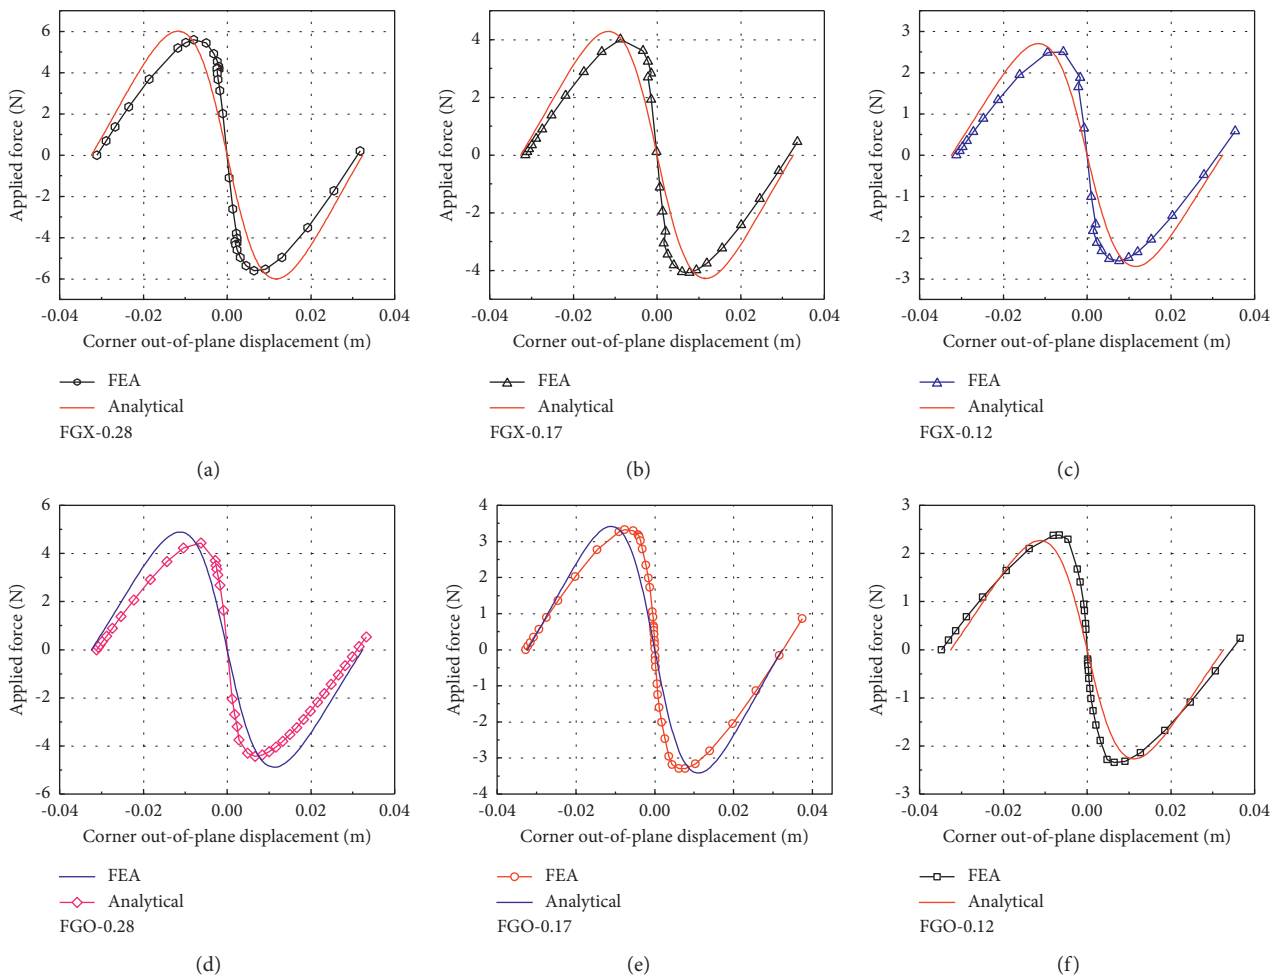 6
4
2
0
-2
-4
-6
Applied force (N)
-0.04 -0.02 0.00 0.02 0.04
Corner out-of-plane displacement (m)
FEA
Analytical
FGX-0.28
(a)
4
2
0
-2
-4
Applied force (N)
-0.04 -0.02 0.00 0.02 0.04
Corner out-of-plane displacement (m)
FEA
Analytical
FGX-0.17
(b)
3
2
1
0
-1
-2
-3
Applied force (N)
-0.04 -0.02 0.00 0.02 0.04
Corner out-of-plane displacement (m)
FEA
Analytical
FGX-0.12
(c)
6
4
2
0
-2
-4
-6
Applied force (N)
-0.04 -0.02 0.00 0.02 0.04
Corner out-of-plane displacement (m)
FEA
Analytical
FGO-0.28
(d)
4
3
2
1
0
-1
-2
-3
-4
Applied force (N)
-0.04 -0.02 0.00 0.02 0.04
Corner out-of-plane displacement (m)
FEA
Analytical
FGO-0.17
(e)
3
2
1
0
-1
-2
-3
Applied force (N)
-0.04 -0.02 0.00 0.02 0.04
Corner out-of-plane displacement (m)
FEA
Analytical
FGO-0.12
(f)